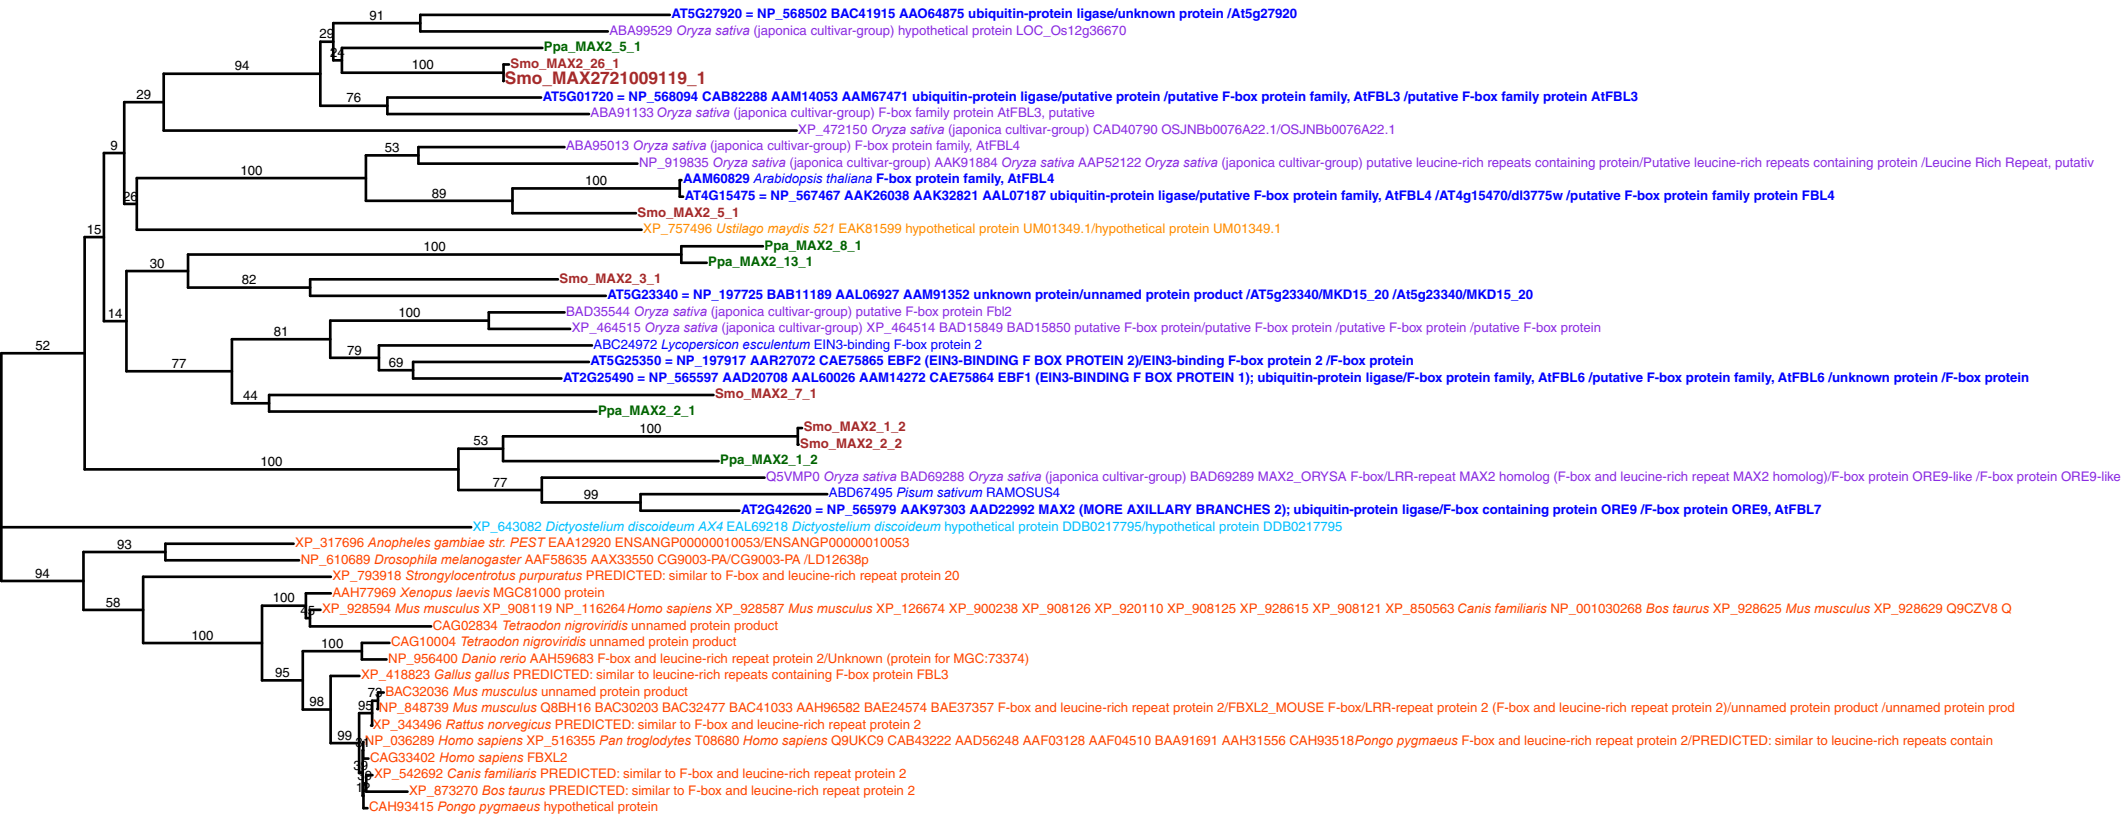 91
AT5G27920 = NP_568502 BAC41915 AAO64875 ubiquitin-protein ligase/unknown protein /At5g27920
29
ABA99529 Oryza sativa (japonica cultivar-group) hypothetical protein LOC_Os12g36670
24
Ppa_MAX2_5_1
94
100
Smo_MAX2_26_1
Smo_MAX2721009119_1
29
76
AT5G01720 = NP_568094 CAB82288 AAM14053 AAM67471 ubiquitin-protein ligase/putative protein /putative F-box protein family, AtFBL3 /putative F-box family protein AtFBL3
ABA91133 Oryza sativa (japonica cultivar-group) F-box family protein AtFBL3, putative
XP_472150 Oryza sativa (japonica cultivar-group) CAD40790 OSJNBb0076A22.1/OSJNBb0076A22.1
9
53
ABA95013 Oryza sativa (japonica cultivar-group) F-box protein family, AtFBL4
NP_919835 Oryza sativa (japonica cultivar-group) AAK91884 Oryza sativa AAP52122 Oryza sativa (japonica cultivar-group) putative leucine-rich repeats containing protein/Putative leucine-rich repeats containing protein /Leucine Rich Repeat, putativ
100
100
AAM60829 Arabidopsis thaliana F-box protein family, AtFBL4
26
89
AT4G15475 = NP_567467 AAK26038 AAK32821 AAL07187 ubiquitin-protein ligase/putative F-box protein family, AtFBL4 /AT4g15470/dl3775w /putative F-box protein family protein FBL4
Smo_MAX2_5_1
15
XP_757496 Ustilago maydis 521 EAK81599 hypothetical protein UM01349.1/hypothetical protein UM01349.1
100
Ppa_MAX2_8_1
30
Ppa_MAX2_13_1
82
Smo_MAX2_3_1
AT5G23340 = NP_197725 BAB11189 AAL06927 AAM91352 unknown protein/unnamed protein product /AT5g23340/MKD15_20 /At5g23340/MKD15_20
14
100
BAD35544 Oryza sativa (japonica cultivar-group) putative F-box protein Fbl2
81
XP_464515 Oryza sativa (japonica cultivar-group) XP_464514 BAD15849 BAD15850 putative F-box protein/putative F-box protein /putative F-box protein /putative F-box protein
52
79
ABC24972 Lycopersicon esculentum EIN3-binding F-box protein 2
77
69
AT5G25350 = NP_197917 AAR27072 CAE75865 EBF2 (EIN3-BINDING F BOX PROTEIN 2)/EIN3-binding F-box protein 2 /F-box protein
AT2G25490 = NP_565597 AAD20708 AAL60026 AAM14272 CAE75864 EBF1 (EIN3-BINDING F BOX PROTEIN 1); ubiquitin-protein ligase/F-box protein family, AtFBL6 /putative F-box protein family, AtFBL6 /unknown protein /F-box protein
44
Smo_MAX2_7_1
Ppa_MAX2_2_1
100
Smo_MAX2_1_2
53
Smo_MAX2_2_2
100
Ppa_MAX2_1_2
77
Q5VMP0 Oryza sativa BAD69288 Oryza sativa (japonica cultivar-group) BAD69289 MAX2_ORYSA F-box/LRR-repeat MAX2 homolog (F-box and leucine-rich repeat MAX2 homolog)/F-box protein ORE9-like /F-box protein ORE9-like
99
ABD67495 Pisum sativum RAMOSUS4
AT2G42620 = NP_565979 AAK97303 AAD22992 MAX2 (MORE AXILLARY BRANCHES 2); ubiquitin-protein ligase/F-box containing protein ORE9 /F-box protein ORE9, AtFBL7
XP_643082 Dictyostelium discoideum AX4 EAL69218 Dictyostelium discoideum hypothetical protein DDB0217795/hypothetical protein DDB0217795
93
XP_317696 Anopheles gambiae str. PEST EAA12920 ENSANGP00000010053/ENSANGP00000010053
NP_610689 Drosophila melanogaster AAF58635 AAX33550 CG9003-PA/CG9003-PA /LD12638p
94
XP_793918 Strongylocentrotus purpuratus PREDICTED: similar to F-box and leucine-rich repeat protein 20
58
100
AAH77969 Xenopus laevis MGC81000 protein
XP_928594 Mus musculus XP_908119 NP_116264 Homo sapiens XP_928587 Mus musculus XP_126674 XP_900238 XP_908126 XP_920110 XP_908125 XP_928615 XP_908121 XP_850563 Canis familiaris NP_001030268 Bos taurus XP_928625 Mus musculus XP_928629 Q9CZV8 Q
CAG02834 Tetraodon nigroviridis unnamed protein product
100
100
CAG10004 Tetraodon nigroviridis unnamed protein product
NP_956400 Danio rerio AAH59683 F-box and leucine-rich repeat protein 2/Unknown (protein for MGC:73374)
95
XP_418823 Gallus gallus PREDICTED: similar to leucine-rich repeats containing F-box protein FBL3
BAC32036 Mus musculus unnamed protein product
98
95
NP_848739 Mus musculus Q8BH16 BAC30203 BAC32477 BAC41033 AAH96582 BAE24574 BAE37357 F-box and leucine-rich repeat protein 2/FBXL2_MOUSE F-box/LRR-repeat protein 2 (F-box and leucine-rich repeat protein 2)/unnamed protein product /unnamed protein prod
XP_343496 Rattus norvegicus PREDICTED: similar to F-box and leucine-rich repeat protein 2
99
NP_036289 Homo sapiens XP_516355 Pan troglodytes T08680 Homo sapiens Q9UKC9 CAB43222 AAD56248 AAF03128 AAF04510 BAA91691 AAH31556 CAH93518 Pongo pygmaeus F-box and leucine-rich repeat protein 2/PREDICTED: similar to leucine-rich repeats contain
CAG33402 Homo sapiens FBXL2
XP_542692 Canis familiaris PREDICTED: similar to F-box and leucine-rich repeat protein 2
XP_873270 Bos taurus PREDICTED: similar to F-box and leucine-rich repeat protein 2
CAH93415 Pongo pygmaeus hypothetical protein